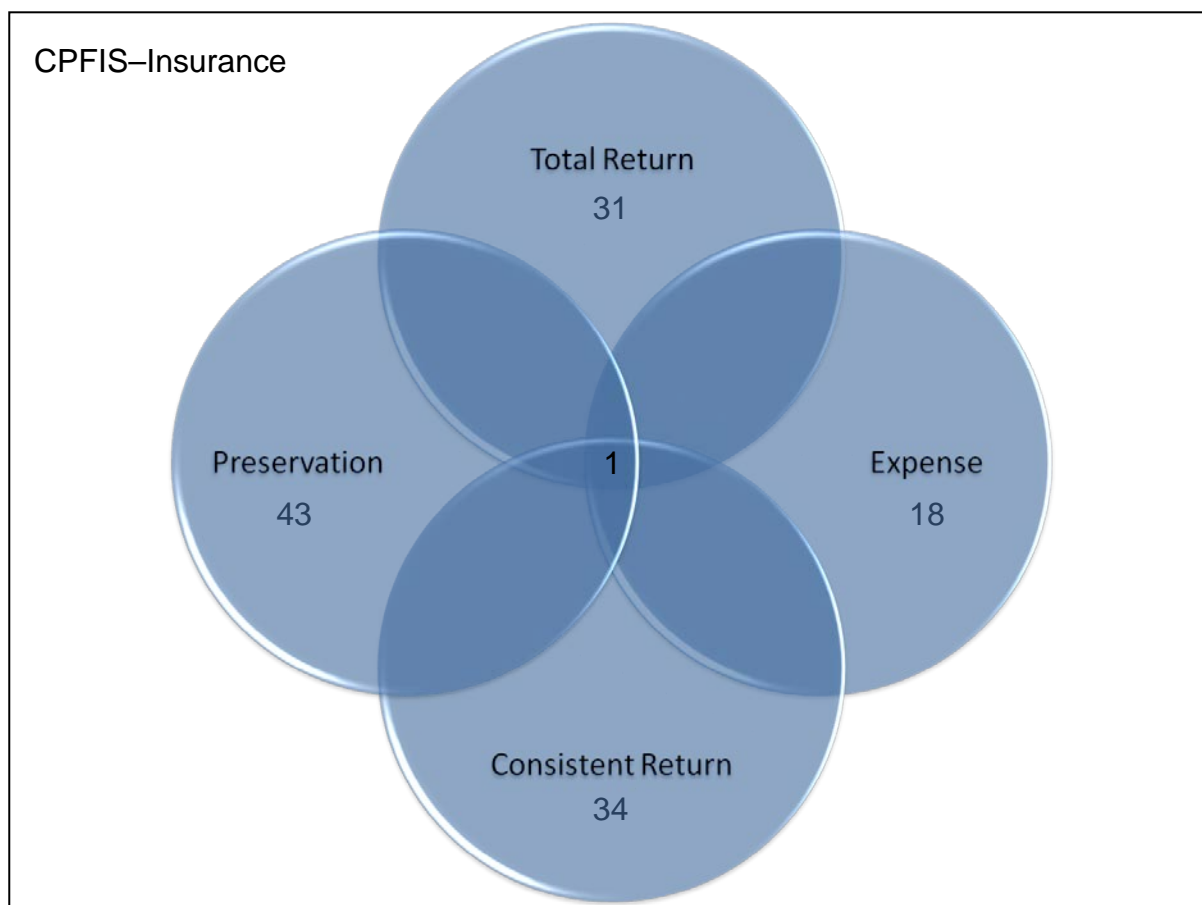 CPFIS–Insurance
Total Return
31
Preservation
43
1
Expense
18
Consistent Return
34